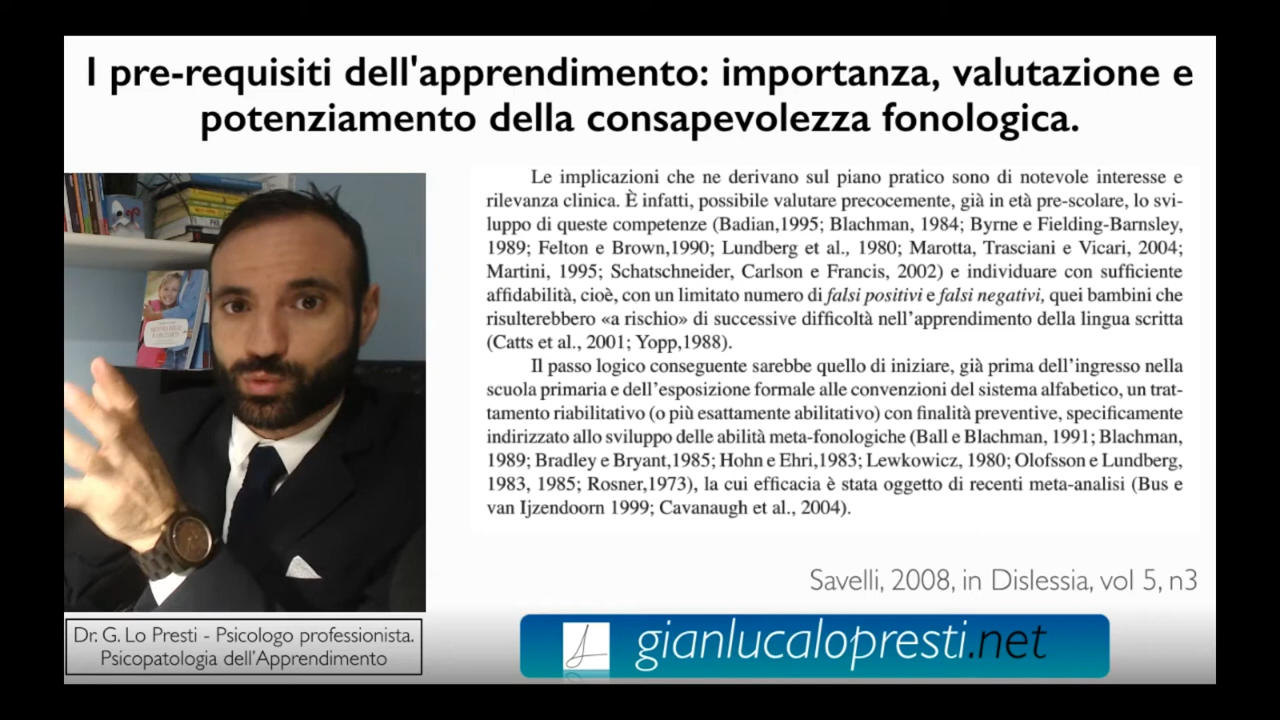 I pre-requisiti dell'apprendimento: importanza, valutazione e
potenziamento della consapevolezza fonologica.
Le implicazioni che ne derivano sul piano pratico sono di notevole interesse e
rilevanza clinica. È infatti, possibile valutare precocemente, già in età pre-scolare, lo svi-
luppo di queste competenze (Badian,1995; Blachman, 1984; Byrne e Fielding-Barnsley,
1989; Felton e Brown,1990; Lundberg et al., 1980; Marotta, Trasciani e Vicari, 2004;
Martini, 1995; Schatschneider, Carlson e Francis, 2002) e individuare con sufficiente
affidabilità, cioè, con un limitato numero di falsi positivi e falsi negativi, quei bambini che
risulterebbero «a rischio» di successive difficoltà nell'apprendimento della lingua scritta
(Catts et al., 2001; Yopp,1988).
Il passo logico conseguente sarebbe quello di iniziare, già prima dell'ingresso nella
scuola primaria e dell'esposizione formale alle convenzioni del sistema alfabetico, un trat-
tamento riabilitativo (o più esattamente abilitativo) con finalità preventive, specificamente
indirizzato allo sviluppo delle abilità meta-fonologiche (Ball e Blachman, 1991; Blachman,
1989; Bradley e Bryant,1985; Hohn e Ehri,1983; Lewkowicz, 1980; Olofsson e Lundberg,
1983, 1985; Rosner,1973), la cui efficacia è stata oggetto di recenti meta-analisi (Bus e
van Ijzendoorn 1999; Cavanaugh et al., 2004).
Savelli, 2008, in Dislessia, vol 5, n3
Dr. G. Lo Presti - Psicologo professionista.
Psicopatologia dell'Apprendimento
gianlucalopresti.net